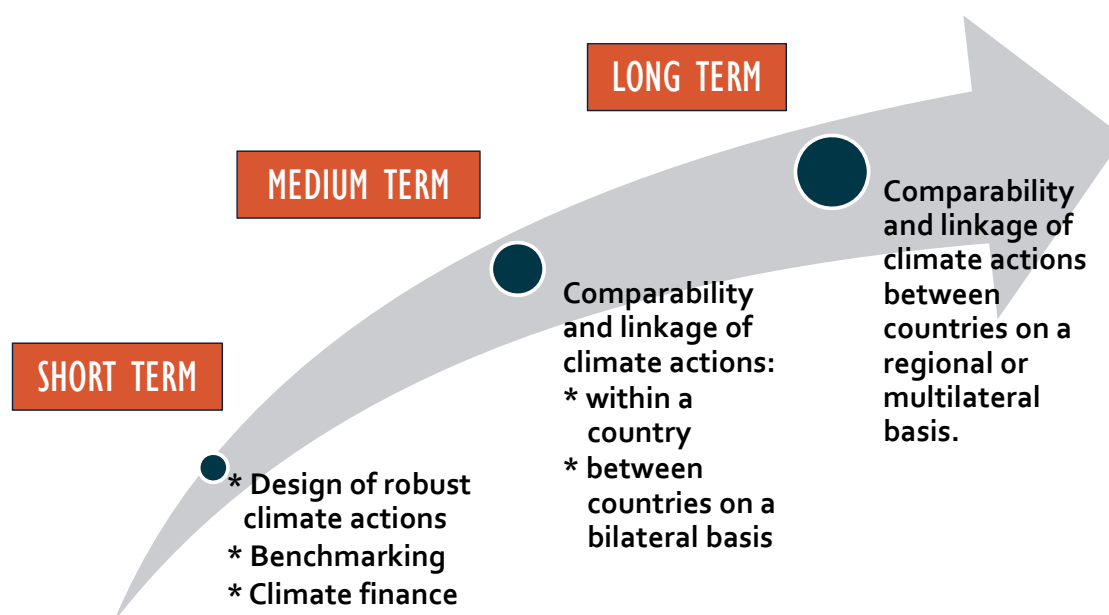 SHORT TERM
* Design of robust
climate actions
* Benchmarking
* Climate finance
MEDIUM TERM
Comparability
and linkage of
climate actions:
* within a
country
* between
countries on a
bilateral basis
LONG TERM
Comparability
and linkage of
climate actions
between
countries on a
regional or
multilateral
basis.